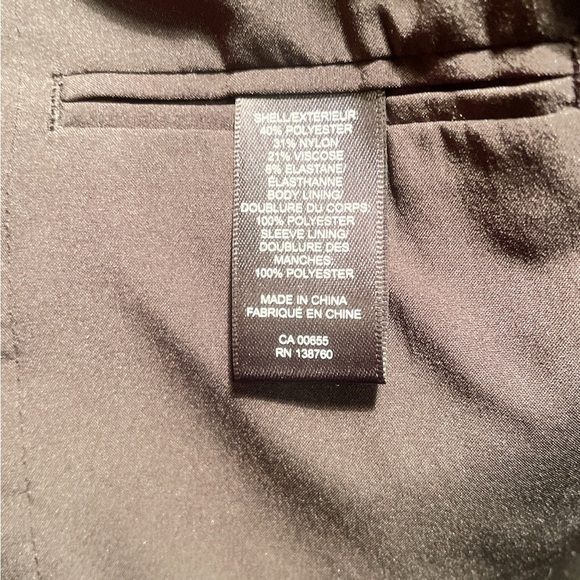 SHELL/EXTÉRIEUR:
40% POLYESTER
31% NYLON
21% VISCOSE
8% ELASTANE/
ELASTHANNE
BODY LINING/
DOUBLURE DU CORPS:
100% POLYESTER
SLEEVE LINING/
DOUBLURE DES
MANCHES:
100% POLYESTER
MADE IN CHINA
FABRIQUÉ EN CHINE
CA 00655
RN 138760